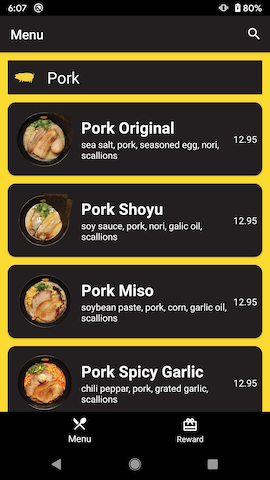 6:07
80%
Menu
Pork
Pork Original
sea salt, pork, seasoned egg, nori,
scallions
12.95
Pork Shoyu
soy sauce, pork, nori, galic oil,
scallions
12.95
Pork Miso
soybean paste, pork, corn, garlic oil,
scallions
12.95
Pork Spicy Garlic
chili peppar, pork, grated garlic,
scallions
12.95
Menu
Reward